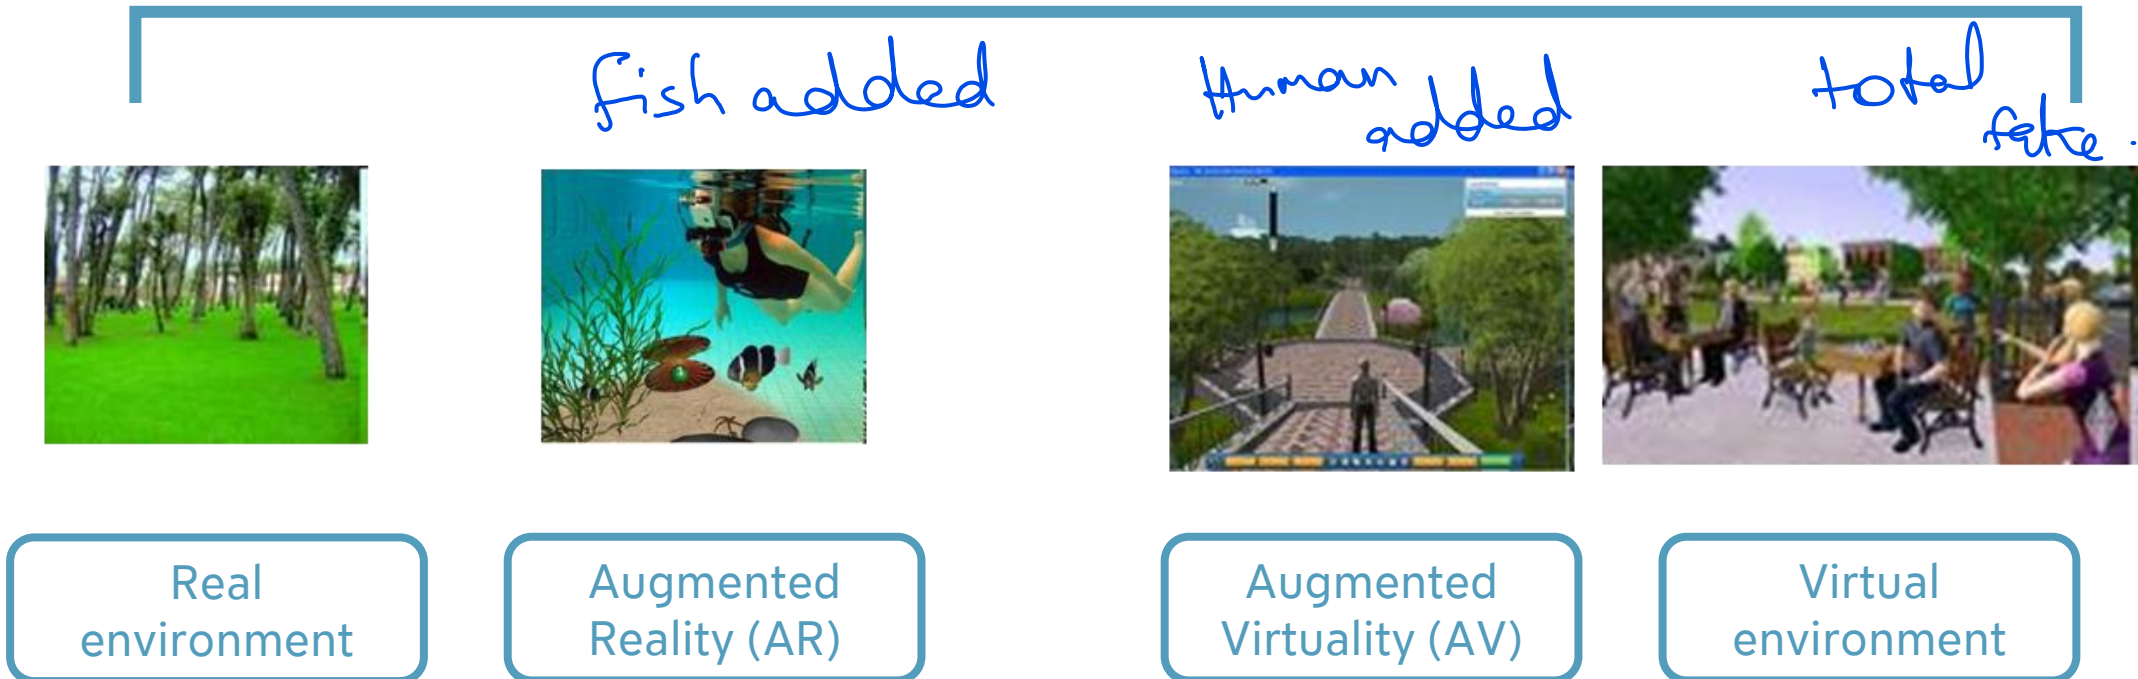 fish added
Human
added
total
fake.
Real
environment
Augmented
Reality (AR)
Augmented
Virtuality (AV)
Virtual
environment